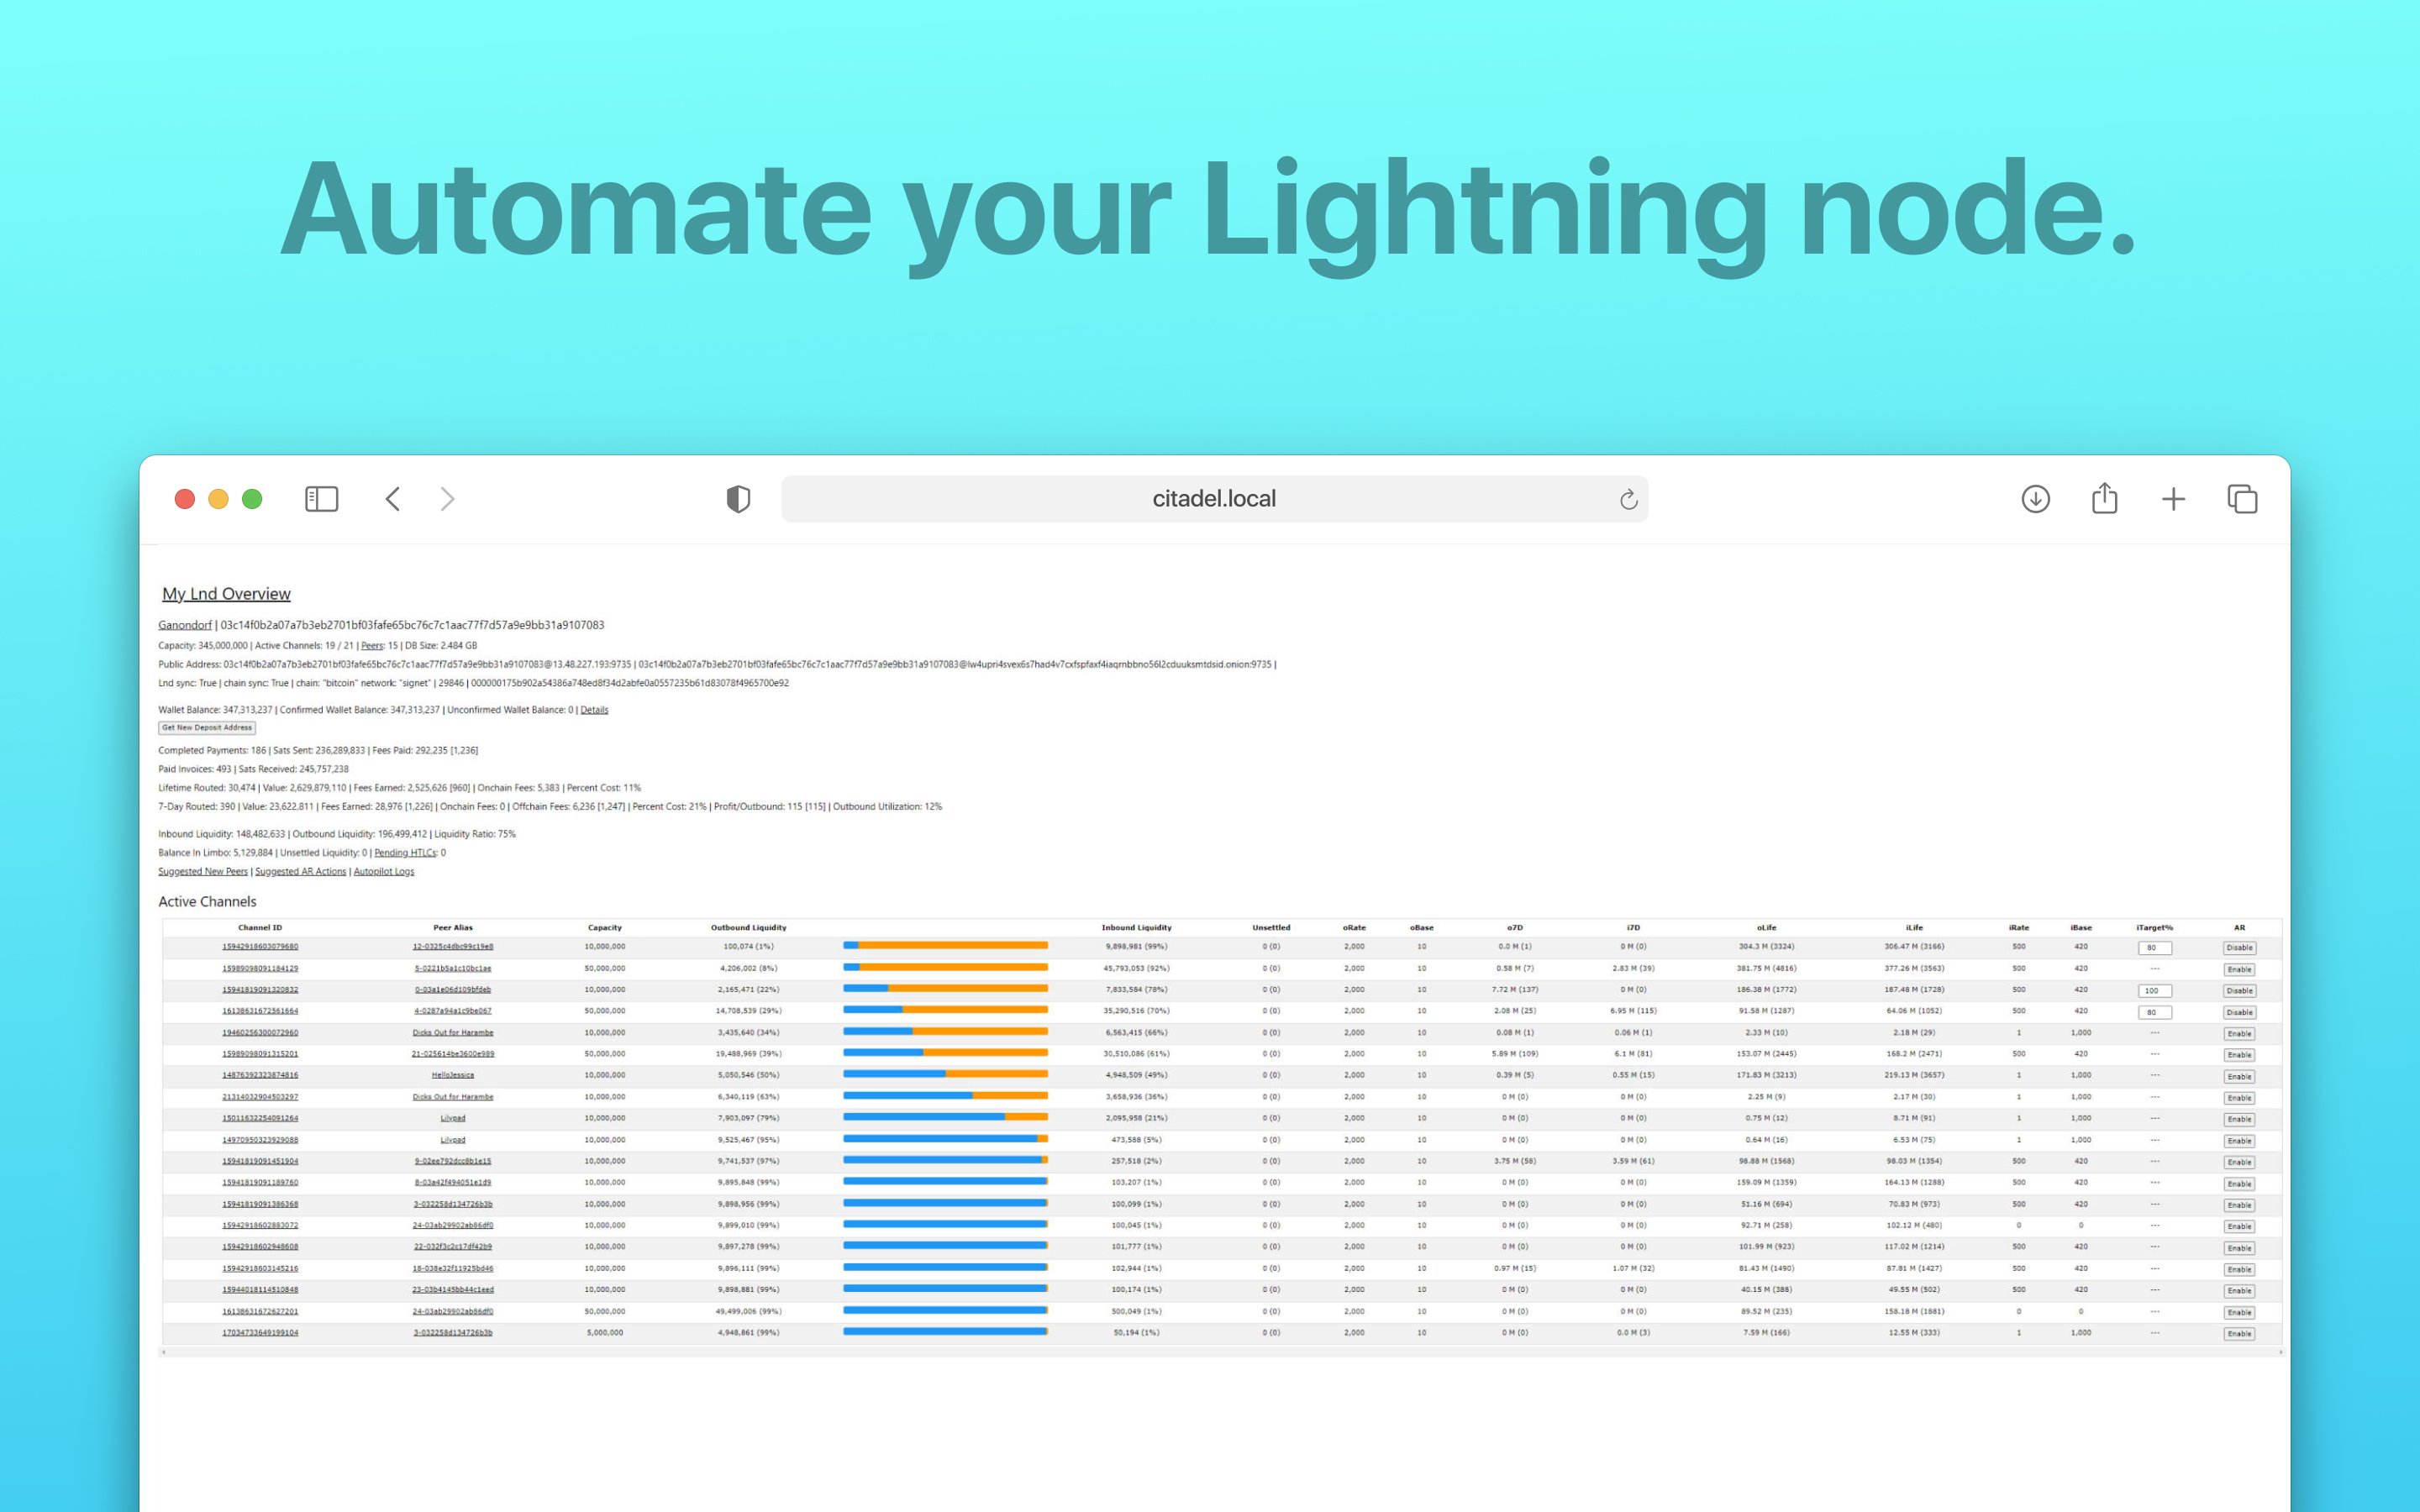 Automate your Lightning node.
citadel.local
My Lnd Overview
Ganondorf | 03c14f0b2a07a7b3eb2701bf03fafe65bc76c7c1aac77f7d57a9e9bb31a9107083
Capacity: 345,000,000 | Active Channels: 19 / 21 | Peers: 15 | DB Size: 2.484 GB
Public Address: 03c14f0b2a07a7b3eb2701bf03fafe65bc76c7c1aac77f7d57a9e9bb31a9107083@13.48.227.193:9735 | 03c14f0b2a07a7b3eb2701bf03fafe65bc76c7c1aac77f7d57a9e9bb31a9107083@lw4upri4svex6s7had4v7cxfspfaxf4iaqmbbno56l2cduuksmtdsid.onion:9735 |
Lnd sync: True | chain sync: True | chain: "bitcoin" network: "signet" | 29846 | 000000175b902a54386a748ed8f34d2abfe0a0557235b61d83078f4965700e92
Wallet Balance: 347,313,237 | Confirmed Wallet Balance: 347,313,237 | Unconfirmed Wallet Balance: 0 | Details
Get New Deposit Address
Completed Payments: 186 | Sats Sent: 236,289,833 | Fees Paid: 292,235 [1,236]
Paid Invoices: 493 | Sats Received: 245,757,238
Lifetime Routed: 30,474 | Value: 2,629,879,110 | Fees Earned: 2,525,626 [960] | Onchain Fees: 5,383 | Percent Cost: 11%
7-Day Routed: 390 | Value: 23,622,811 | Fees Earned: 28,976 [1,226] | Onchain Fees: 0 | Offchain Fees: 6,236 [1,247] | Percent Cost: 21% | Profit/Outbound: 115 [115] | Outbound Utilization: 12%
Inbound Liquidity: 148,482,633 | Outbound Liquidity: 196,499,412 | Liquidity Ratio: 75%
Balance In Limbo: 5,129,884 | Unsettled Liquidity: 0 | Pending HTLCs: 0
Suggested New Peers | Suggested AR Actions | Autopilot Logs
Active Channels
Channel ID Peer Alias Capacity Outbound Liquidity Inbound Liquidity Unsettled oRate oBase o7D i7D oLife iLife iRate iBase iTarget% AR
15942918603079680 12-0325c4dbc99c19e8 10,000,000 100,074 (1%) 9,898,981 (99%) 0 (0) 2,000 10 0.0 M (1) 0 M (0) 304.3 M (3324) 306.47 M (3166) 500 420 80 Disable
15989098091184129 5-0221b5a1c10bc1ae 50,000,000 4,206,002 (8%) 45,793,053 (92%) 0 (0) 2,000 10 0.58 M (7) 2.83 M (39) 381.75 M (4816) 377.26 M (3563) 500 420 --- Enable
15941819091320832 0-03a1e06d109bfdab 10,000,000 2,165,471 (22%) 7,833,584 (78%) 0 (0) 2,000 10 7.72 M (137) 0 M (0) 186.38 M (1772) 187.48 M (1728) 500 420 100 Disable
16138631672561664 4-0287a94a1c9be067 50,000,000 14,708,539 (29%) 35,290,516 (70%) 0 (0) 2,000 10 2.08 M (25) 6.95 M (115) 91.58 M (1287) 64.06 M (1052) 500 420 80 Disable
19460256300072960 Dicks Out for Harambe 10,000,000 3,435,640 (34%) 6,563,415 (66%) 0 (0) 2,000 10 0.08 M (1) 0.06 M (1) 2.33 M (10) 2.18 M (29) 1 1,000 --- Enable
15989098091315201 21-025614be3600e989 50,000,000 19,488,969 (39%) 30,510,086 (61%) 0 (0) 2,000 10 5.89 M (109) 6.1 M (81) 153.07 M (2445) 168.2 M (2471) 500 420 --- Enable
14876392323874816 HelloJessica 10,000,000 5,050,546 (50%) 4,948,509 (49%) 0 (0) 2,000 10 0.39 M (5) 0.55 M (15) 171.83 M (3213) 219.13 M (3657) 1 1,000 --- Enable
21314032904503297 Dicks Out for Harambe 10,000,000 6,340,119 (63%) 3,658,936 (36%) 0 (0) 2,000 10 0 M (0) 0 M (0) 2.25 M (9) 2.17 M (30) 1 1,000 --- Enable
15011632254091264 Lilypad 10,000,000 7,903,097 (79%) 2,095,958 (21%) 0 (0) 2,000 10 0 M (0) 0 M (0) 0.75 M (12) 8.71 M (91) 1 1,000 --- Enable
14970950323929088 Lilypad 10,000,000 9,525,467 (95%) 473,588 (5%) 0 (0) 2,000 10 0 M (0) 0 M (0) 0.64 M (16) 6.53 M (75) 1 1,000 --- Enable
15941819091451904 9-02ee792dcc8b1e15 10,000,000 9,741,537 (97%) 257,518 (2%) 0 (0) 2,000 10 3.75 M (58) 3.59 M (61) 98.88 M (1568) 98.03 M (1354) 500 420 --- Enable
15941819091189760 8-03a42f494051e1d9 10,000,000 9,895,848 (99%) 103,207 (1%) 0 (0) 2,000 10 0 M (0) 0 M (0) 159.09 M (1359) 164.13 M (1288) 500 420 --- Enable
15941819091386368 3-032258d134726b3b 10,000,000 9,898,956 (99%) 100,099 (1%) 0 (0) 2,000 10 0 M (0) 0 M (0) 51.16 M (694) 70.83 M (973) 500 420 --- Enable
15942918602883072 24-03ab29902ab86df0 10,000,000 9,899,010 (99%) 100,045 (1%) 0 (0) 2,000 10 0 M (0) 0 M (0) 92.71 M (258) 102.12 M (480) 0 0 --- Enable
15942918602948608 22-032f3c2c17df42b9 10,000,000 9,897,278 (99%) 101,777 (1%) 0 (0) 2,000 10 0 M (0) 0 M (0) 101.99 M (923) 117.02 M (1214) 500 420 --- Enable
15942918603145216 18-038e32f11925bd46 10,000,000 9,896,111 (99%) 102,944 (1%) 0 (0) 2,000 10 0.97 M (15) 1.07 M (32) 81.43 M (1490) 87.81 M (1427) 500 420 --- Enable
15944018114510848 23-03b4145bb44c1eed 10,000,000 9,898,881 (99%) 100,174 (1%) 0 (0) 2,000 10 0 M (0) 0 M (0) 40.15 M (388) 49.55 M (502) 500 420 --- Enable
16138631672627201 24-03ab29902ab86df0 50,000,000 49,499,006 (99%) 500,049 (1%) 0 (0) 2,000 10 0 M (0) 0 M (0) 89.52 M (235) 158.18 M (1881) 0 0 --- Enable
17034733649199104 3-032258d134726b3b 5,000,000 4,948,861 (99%) 50,194 (1%) 0 (0) 2,000 10 0 M (0) 0.0 M (3) 7.59 M (166) 12.55 M (333) 1 1,000 --- Enable